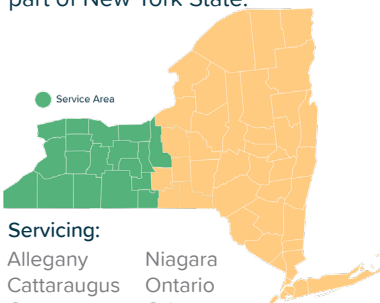 part of New York State.
Service Area
Servicing:
Allegany
Cattaraugus
Niagara
Ontario